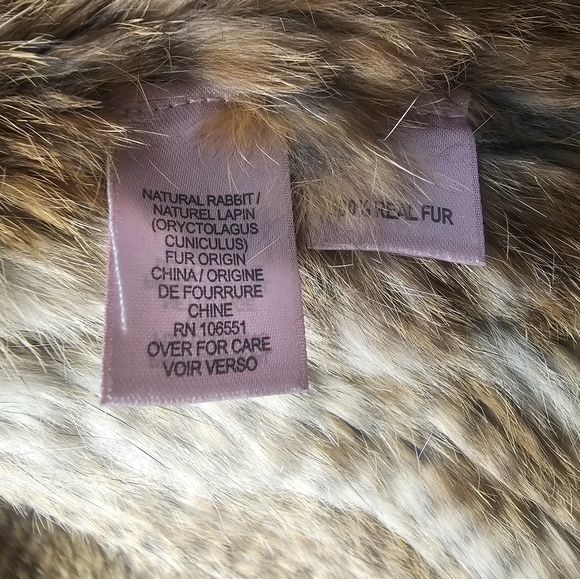 NATURAL RABBIT /
NATUREL LAPIN
(ORYCTOLAGUS
CUNICULUS)
FUR ORIGIN
CHINA / ORIGINE
DE FOURRURE
CHINE
RN 106551
OVER FOR CARE
VOIR VERSO
REAL FUR